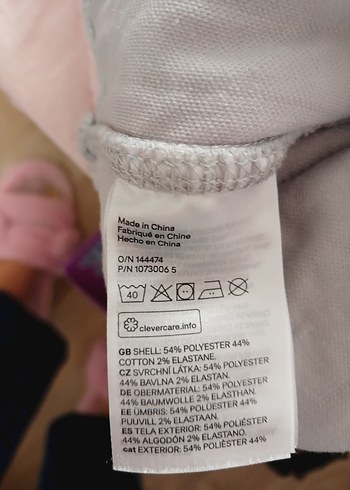 Made in China
Fabriqué en Chine
Hecho en China
O/N 144474
P/N 1073006 5
40
clevercare.info
GB SHELL: 54% POLYESTER 44%
COTTON 2% ELASTANE.
CZ SVRCHNÍ LÁTKA: 54% POLYESTER
44% BAVLNA 2% ELASTAN.
DE OBERMATERIAL: 54% POLYESTER
44% BAUMWOLLE 2% ELASTHAN.
EE ÜMBRIS: 54% POLÜESTER 44%
PUUVILL 2% ELASTAAN.
ES TELA EXTERIOR: 54% POLIÉSTER
44% ALGODÓN 2% ELASTANO.
cat EXTERIOR: 54% POLIÈSTER 44%